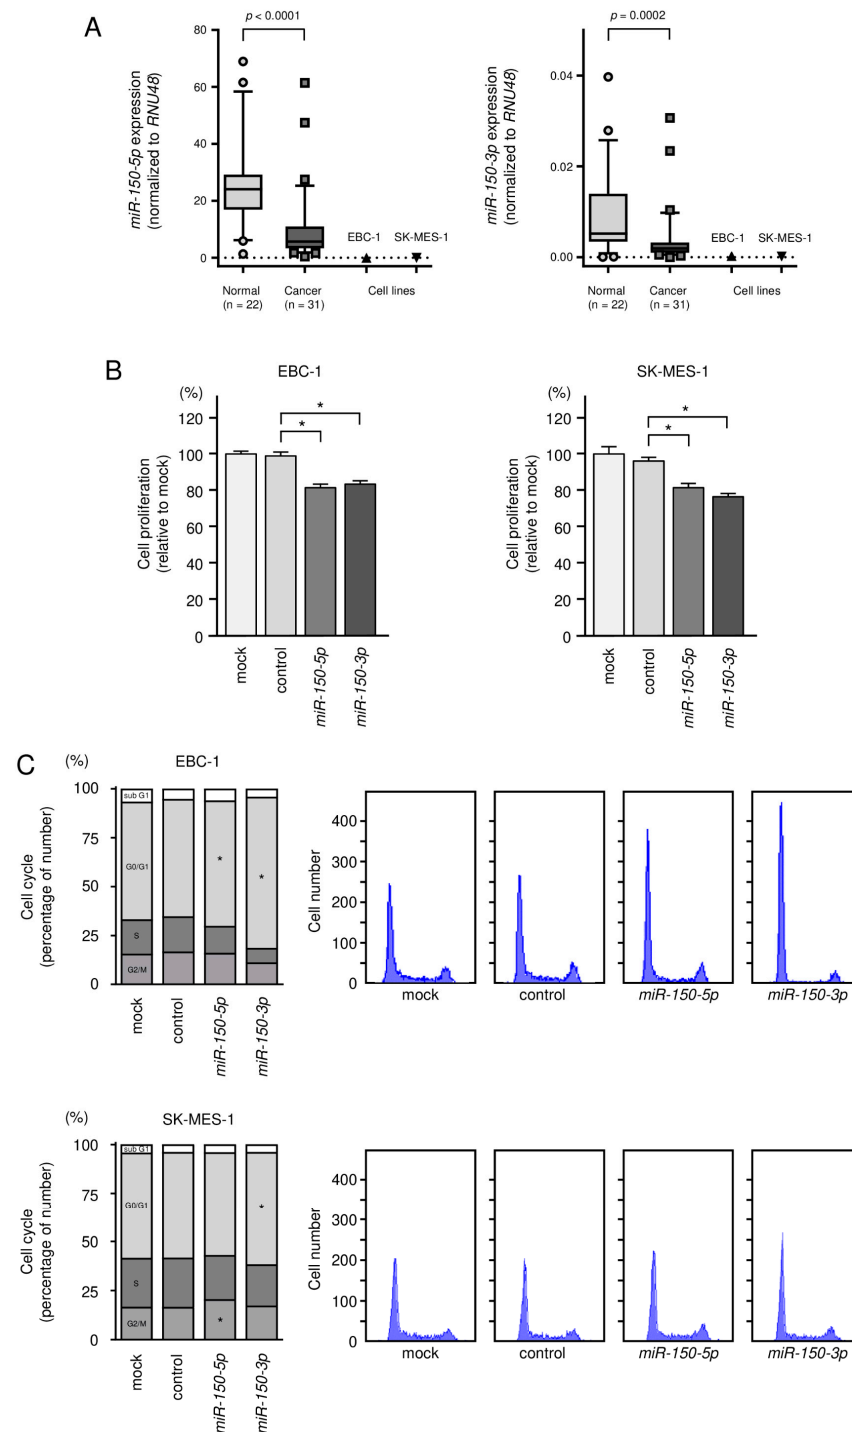 A
p < 0.0001
miR-150-5p expression
(normalized to RNU48)
80
60
40
20
0
EBC-1
SK-MES-1
Normal
(n = 22)
Cancer
(n = 31)
Cell lines
p = 0.0002
miR-150-3p expression
(normalized to RNU48)
0.04
0.02
0.00
EBC-1
SK-MES-1
Normal
(n = 22)
Cancer
(n = 31)
Cell lines
B
EBC-1
(%)
Cell proliferation
(relative to mock)
120
100
80
60
40
20
0
*
*
mock
control
miR-150-5p
miR-150-3p
SK-MES-1
(%)
Cell proliferation
(relative to mock)
120
100
80
60
40
20
0
*
*
mock
control
miR-150-5p
miR-150-3p
C
(%)
EBC-1
Cell cycle
(percentage of number)
100
75
50
25
0
sub G1
G0/G1
S
G2/M
*
*
mock
control
miR-150-5p
miR-150-3p
Cell number
400
300
200
100
0
mock
control
miR-150-5p
miR-150-3p
(%)
SK-MES-1
Cell cycle
(percentage of number)
100
75
50
25
0
sub G1
G0/G1
S
G2/M
*
*
mock
control
miR-150-5p
miR-150-3p
Cell number
400
300
200
100
0
mock
control
miR-150-5p
miR-150-3p